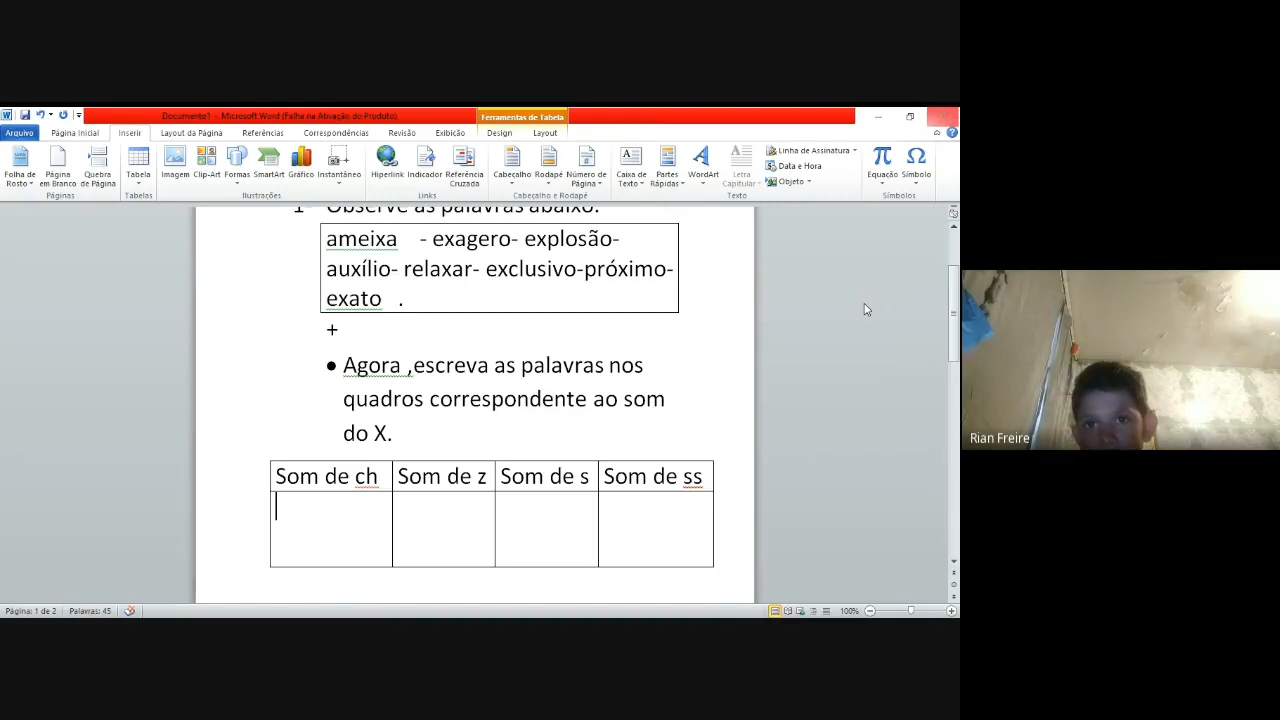 Documento1 - Microsoft Word (Falha na Ativação do Produto)
Ferramentas de Tabela
Arquivo Página Inicial Inserir Layout da Página Referências Correspondências Revisão Exibição Design Layout
Folha de Rosto Página em Branco Quebra de Página Tabela Imagem Clip-Art Formas SmartArt Gráfico Instantâneo Hiperlink Indicador Referência Cruzada Cabeçalho Rodapé Número de Página Caixa de Texto Partes Rápidas WordArt Letra Capitular Linha de Assinatura Data e Hora Objeto Equação Símbolo
Páginas Tabelas Ilustrações Links Cabeçalho e Rodapé Texto Símbolos
1- Observe as palavras abaixo:
ameixa - exagero- explosão-
auxílio- relaxar- exclusivo-próximo-
exato .
+
● Agora ,escreva as palavras nos
quadros correspondente ao som
do X.
Som de ch Som de z Som de s Som de ss
Página: 1 de 2 Palavras: 45 100%
Rian Freire